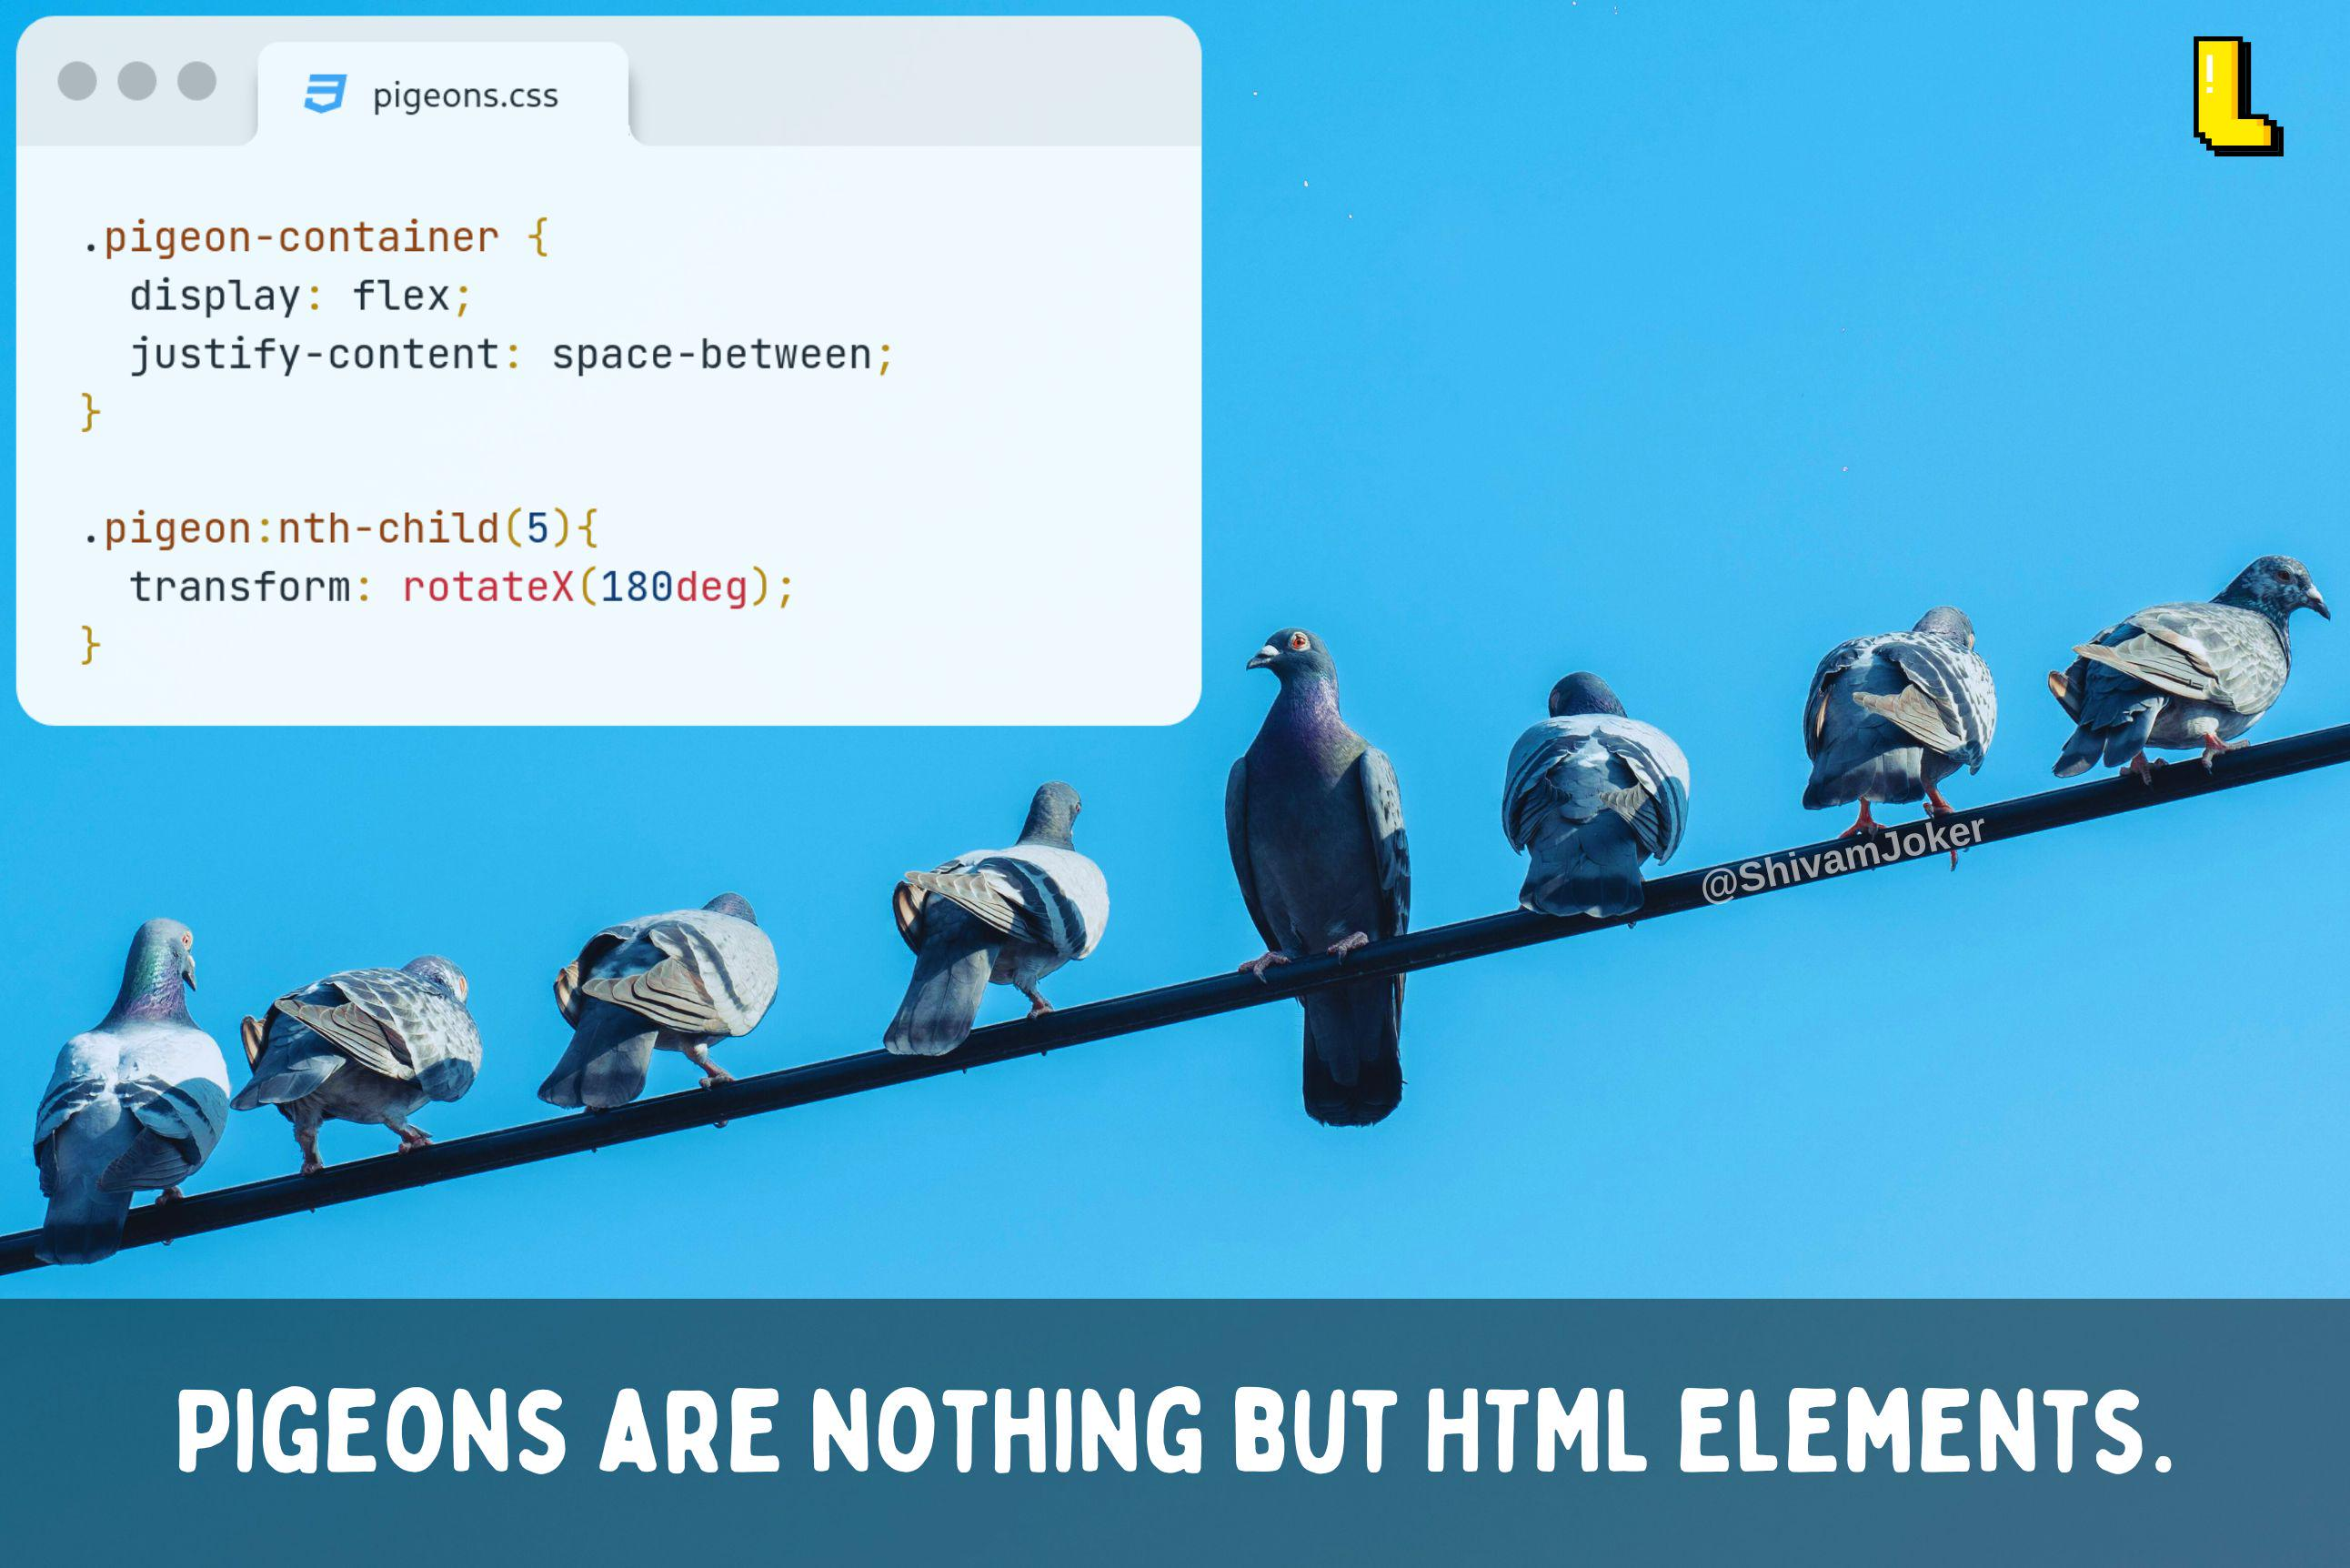 pigeons.css
.pigeon-container {
  display: flex;
  justify-content: space-between;
}

.pigeon:nth-child(5){
  transform: rotateX(180deg);
}
L
@ShivamJoker
PIGEONS ARE NOTHING BUT HTML ELEMENTS.